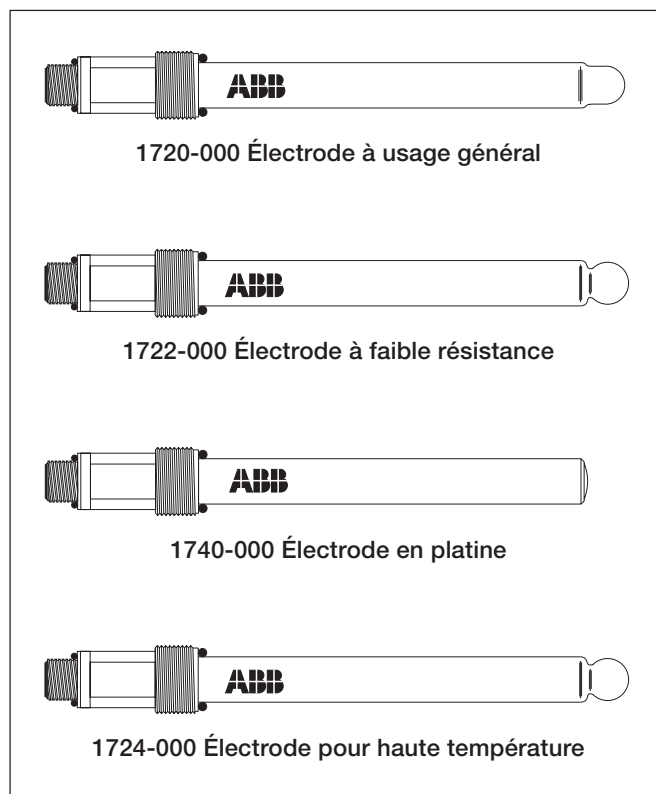 ABB
1720-000 Électrode à usage général
ABB
1722-000 Électrode à faible résistance
ABB
1740-000 Électrode en platine
ABB
1724-000 Électrode pour haute température